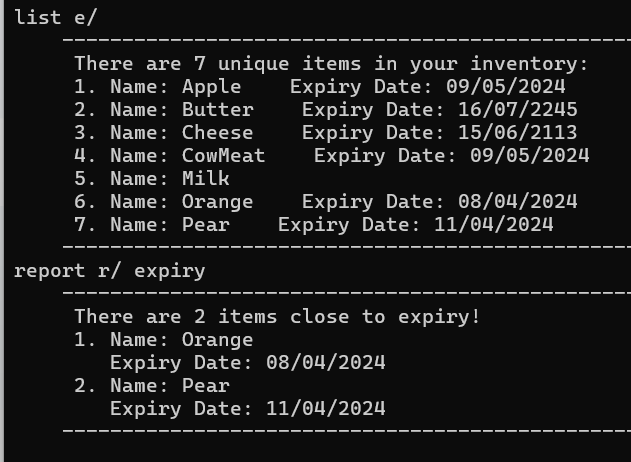 list e/
There are 7 unique items in your inventory:
1. Name: Apple    Expiry Date: 09/05/2024
2. Name: Butter    Expiry Date: 16/07/2245
3. Name: Cheese    Expiry Date: 15/06/2113
4. Name: CowMeat    Expiry Date: 09/05/2024
5. Name: Milk
6. Name: Orange    Expiry Date: 08/04/2024
7. Name: Pear    Expiry Date: 11/04/2024
report r/ expiry
There are 2 items close to expiry!
1. Name: Orange
Expiry Date: 08/04/2024
2. Name: Pear
Expiry Date: 11/04/2024